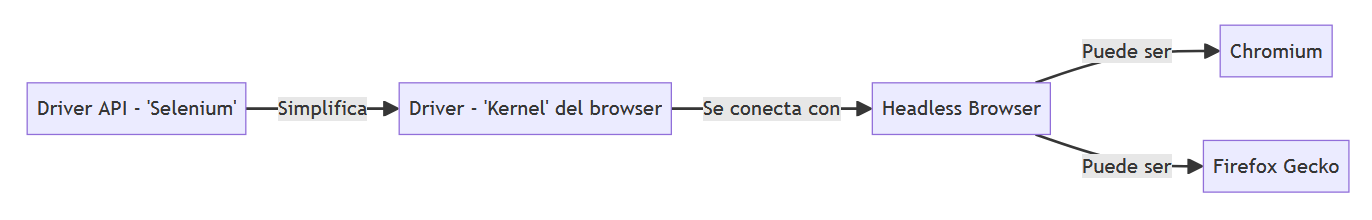 Driver API - 'Selenium'
Simplifica
Driver - 'Kernel' del browser
Se conecta con
Headless Browser
Puede ser
Chromium
Puede ser
Firefox Gecko